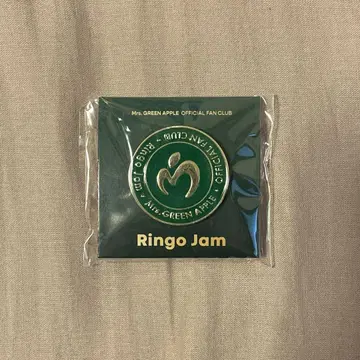 Mrs. GREEN APPLE OFFICIAL FAN CLUB
• Ringo Jam • OFFICIAL FAN CLUB
• Mrs. GREEN APPLE •
Ringo Jam